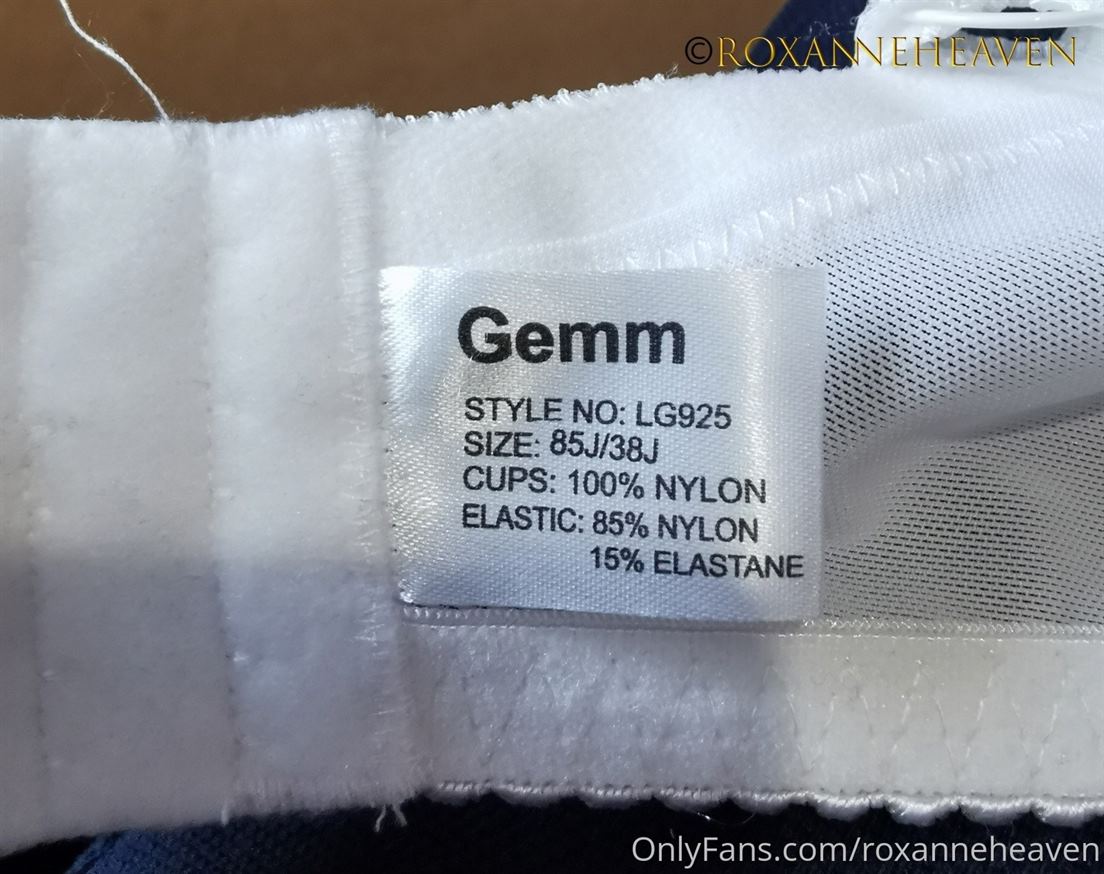 ©ROXANNEHEAVEN
Gemm
STYLE NO: LG925
SIZE: 85J/38J
CUPS: 100% NYLON
ELASTIC: 85% NYLON
15% ELASTANE
OnlyFans.com/roxanneheaven